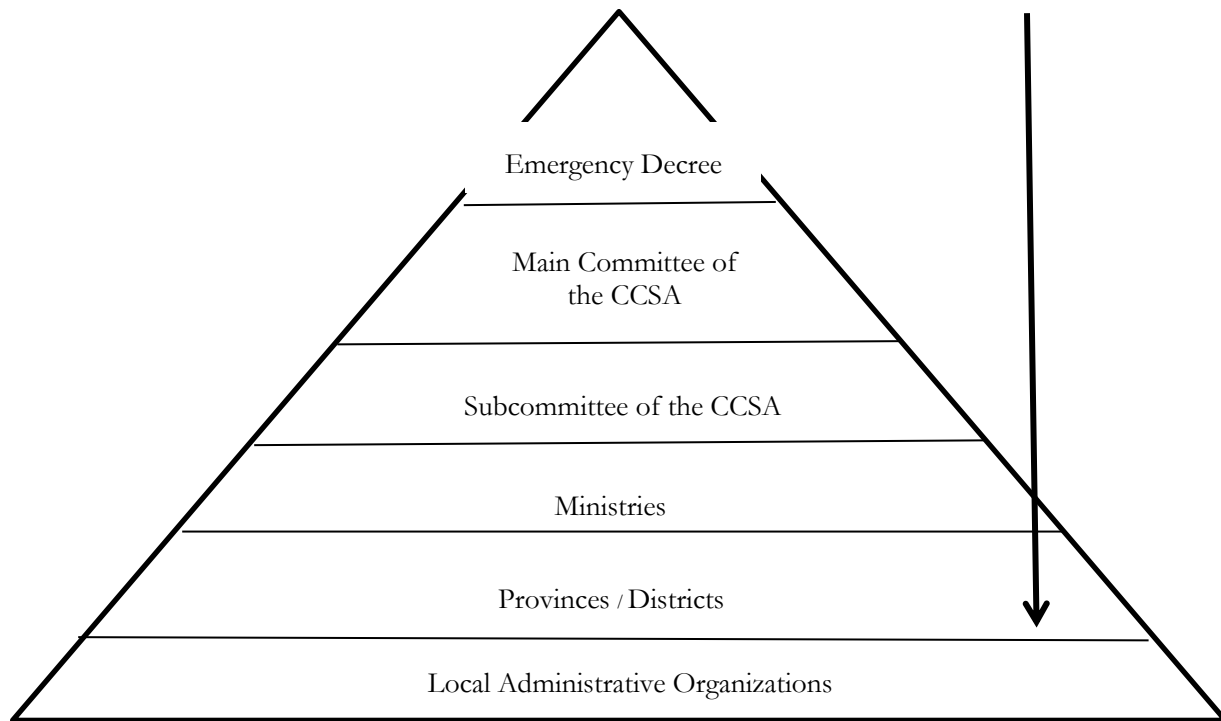 Emergency Decree
Main Committee of
the CCSA
Subcommittee of the CCSA
Ministries
Provinces / Districts
Local Administrative Organizations